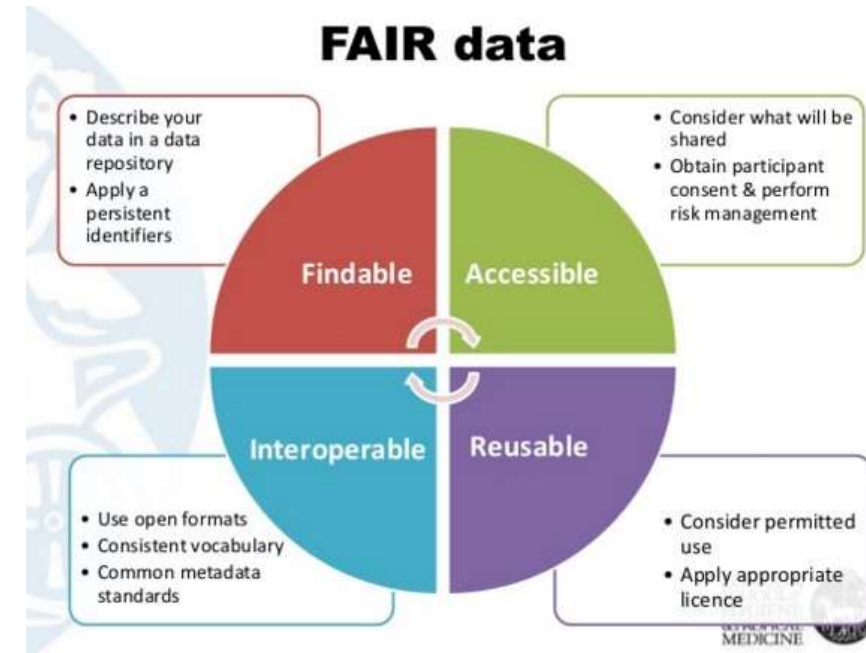 FAIR data
• Describe your
data in a data
repository
• Apply a
persistent
identifiers
• Consider what will be
shared
• Obtain participant
consent & perform
risk management
Findable
Accessible
Interoperable
Reusable
• Use open formats
• Consistent vocabulary
• Common metadata
standards
• Consider permitted
use
• Apply appropriate
licence
MEDICINE